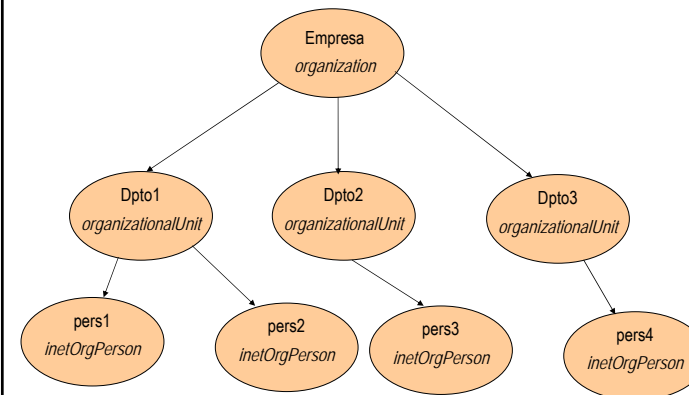 Empresa
organization
Dpto1
organizationalUnit
Dpto2
organizationalUnit
Dpto3
organizationalUnit
pers1
inetOrgPerson
pers2
inetOrgPerson
pers3
inetOrgPerson
pers4
inetOrgPerson